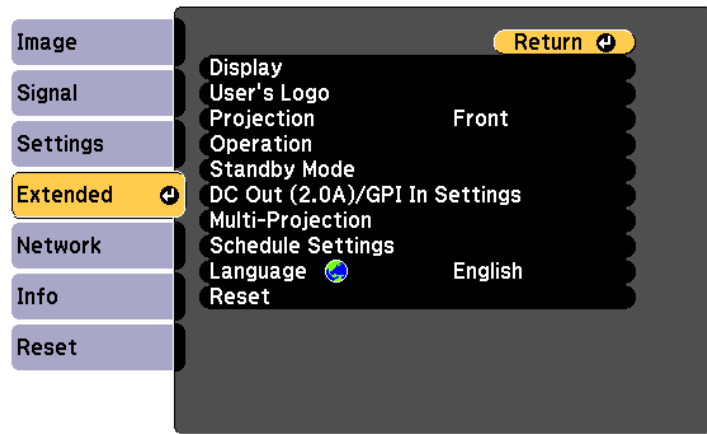 Image
Signal
Settings
Extended
Network
Info
Reset
Return
Display
User's Logo
Projection Front
Operation
Standby Mode
DC Out (2.0A)/GPI In Settings
Multi-Projection
Schedule Settings
Language English
Reset